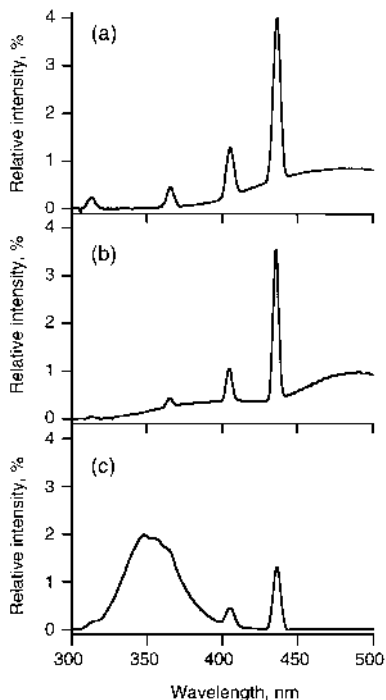 4
(a)
3
2
1
0
Relative intensity, %
4
(b)
3
2
1
0
Relative intensity, %
4
(c)
3
2
1
0
Relative intensity, %
300 350 400 450 500
Wavelength, nm